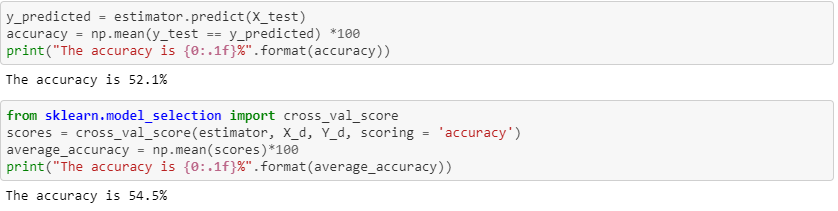 y_predicted = estimator.predict(X_test)
accuracy = np.mean(y_test == y_predicted) *100
print("The accuracy is {0:.1f}%".format(accuracy))
The accuracy is 52.1%
from sklearn.model_selection import cross_val_score
scores = cross_val_score(estimator, X_d, Y_d, scoring = 'accuracy')
average_accuracy = np.mean(scores)*100
print("The accuracy is {0:.1f}%".format(average_accuracy))
The accuracy is 54.5%